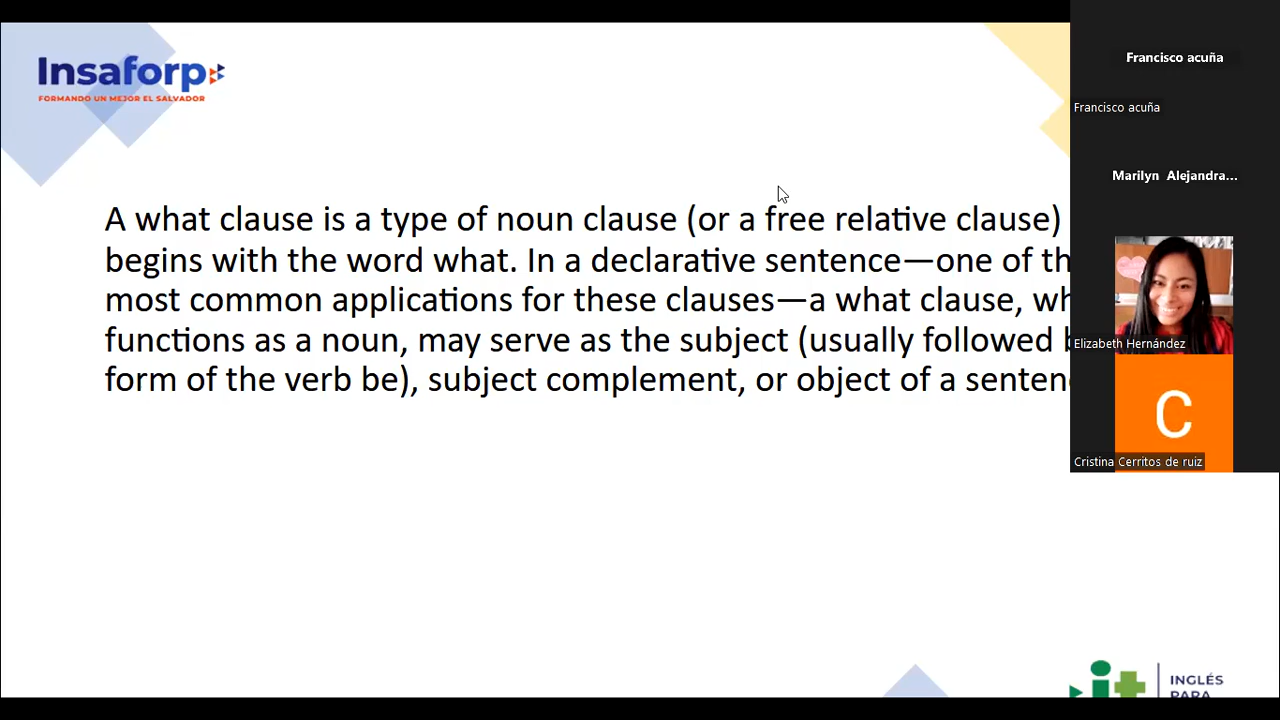 Insaforp
FORMANDO UN MEJOR EL SALVADOR
A what clause is a type of noun clause (or a free relative clause)
begins with the word what. In a declarative sentence—one of
most common applications for these clauses—a what clause,
functions as a noun, may serve as the subject (usually followed
form of the verb be), subject complement, or object of a
Francisco acuña
Francisco acuña
Marilyn Alejandra...
Elizabeth Hernández
C
Cristina Cerritos de ruiz
it+
INGLÉS
PARA